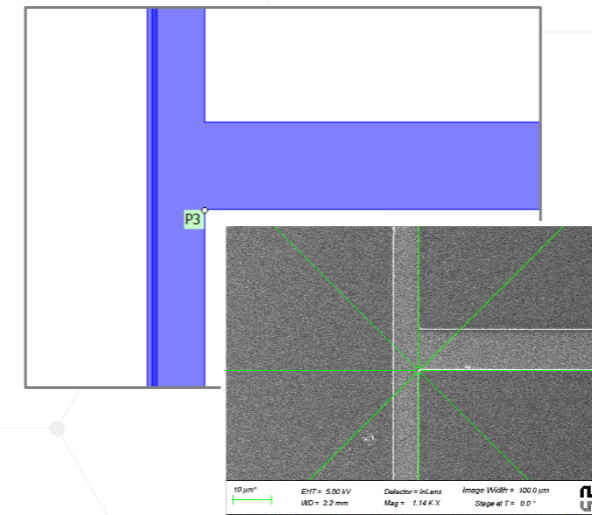 P3
10 µm*
EHT = 5.00 kV
Detector = InLens
Image Width = 100.0 µm
WD = 2.2 mm
Mag = 1.14 K X
Stage at T = 0.0 °